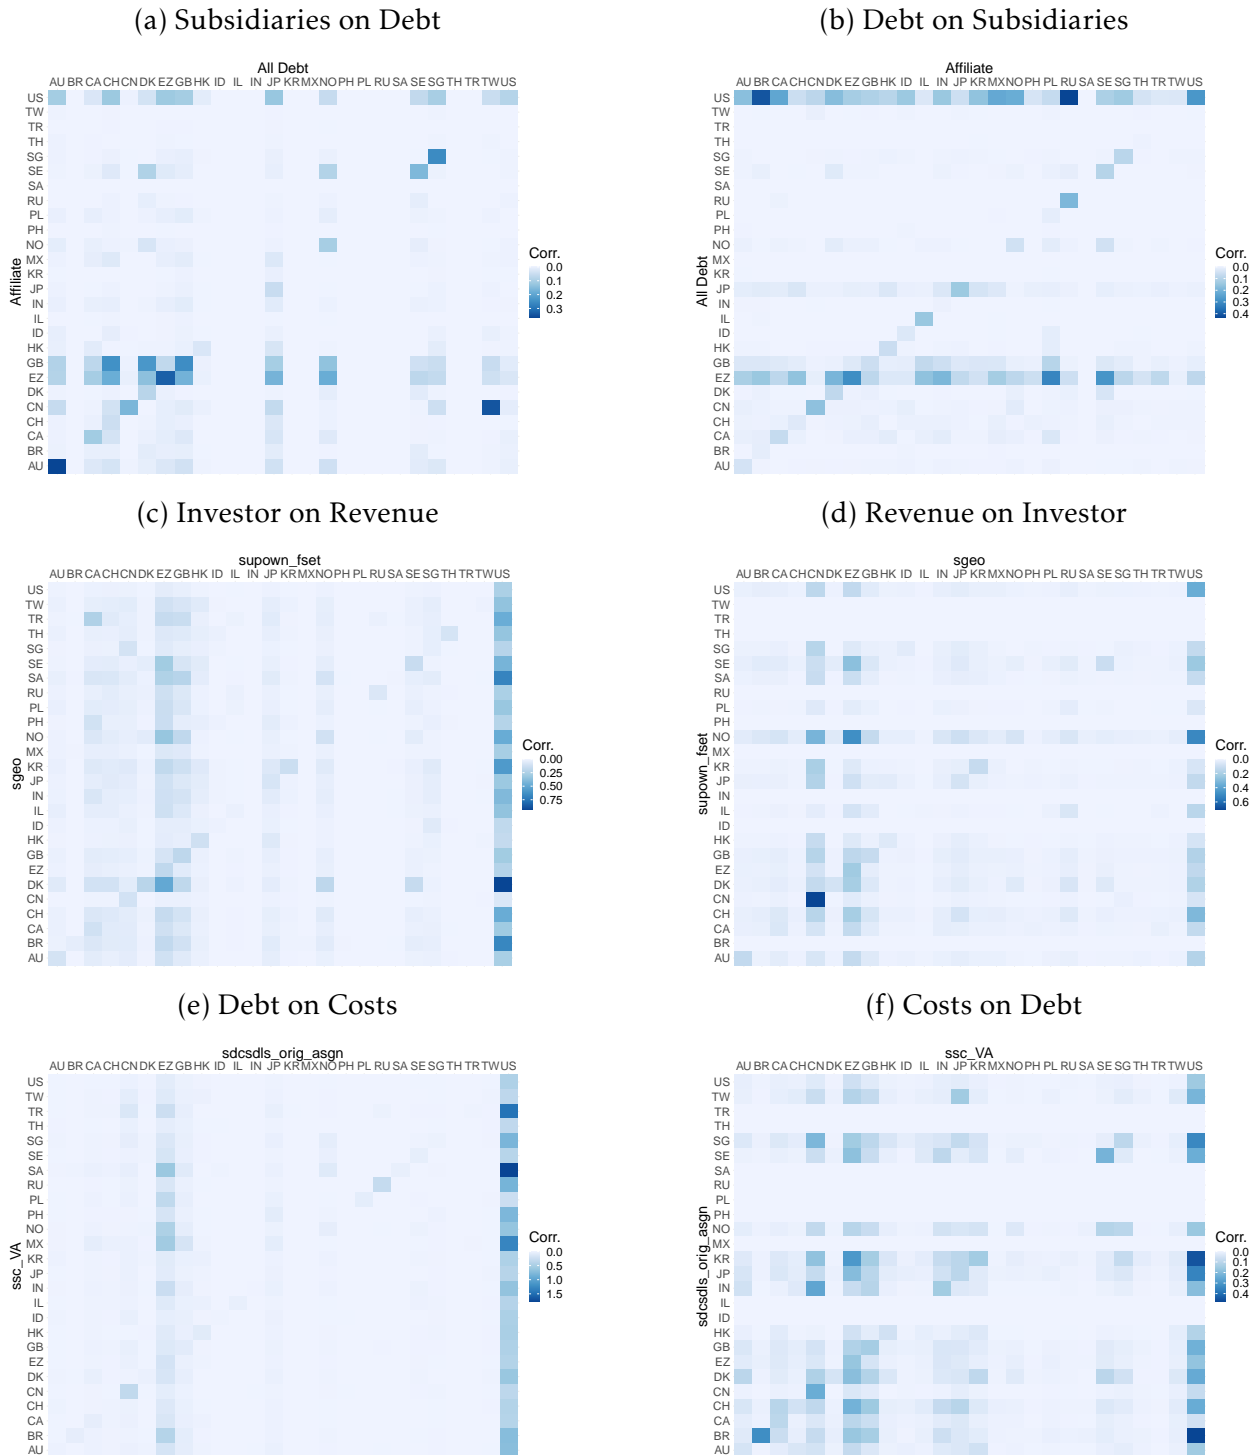 (a) Subsidiaries on Debt
All Debt
AU BR CA CH CN DK EZ GB HK ID IL IN JP KR MX NO PH PL RU SA SE SG TH TR TW US
US
TW
TR
TH
SG
SE
SA
RU
PL
PH
NO
MX
KR
JP
IN
IL
ID
HK
GB
EZ
DK
CN
CH
CA
BR
AU
Affiliate
Corr.
0.0
0.1
0.2
0.3
(b) Debt on Subsidiaries
Affiliate
AU BR CA CH CN DK EZ GB HK ID IL IN JP KR MX NO PH PL RU SA SE SG TH TR TW US
US
TW
TR
TH
SG
SE
SA
RU
PL
PH
NO
MX
KR
JP
IN
IL
ID
HK
GB
EZ
DK
CN
CH
CA
BR
AU
All Debt
Corr.
0.0
0.1
0.2
0.3
0.4
(c) Investor on Revenue
supown_fset
AU BR CA CH CN DK EZ GB HK ID IL IN JP KR MX NO PH PL RU SA SE SG TH TR TW US
US
TW
TR
TH
SG
SE
SA
RU
PL
PH
NO
MX
KR
JP
IN
IL
ID
HK
GB
EZ
DK
CN
CH
CA
BR
AU
sgeo
Corr.
0.00
0.25
0.50
0.75
(d) Revenue on Investor
sgeo
AU BR CA CH CN DK EZ GB HK ID IL IN JP KR MX NO PH PL RU SA SE SG TH TR TW US
US
TW
TR
TH
SG
SE
SA
RU
PL
PH
NO
MX
KR
JP
IN
IL
ID
HK
GB
EZ
DK
CN
CH
CA
BR
AU
supown_fset
Corr.
0.0
0.2
0.4
0.6
(e) Debt on Costs
sdcsdls_orig_asgn
AU BR CA CH CN DK EZ GB HK ID IL IN JP KR MX NO PH PL RU SA SE SG TH TR TW US
US
TW
TR
TH
SG
SE
SA
RU
PL
PH
NO
MX
KR
JP
IN
IL
ID
HK
GB
EZ
DK
CN
CH
CA
BR
AU
ssc_VA
Corr.
0.0
0.5
1.0
1.5
(f) Costs on Debt
ssc_VA
AU BR CA CH CN DK EZ GB HK ID IL IN JP KR MX NO PH PL RU SA SE SG TH TR TW US
US
TW
TR
TH
SG
SE
SA
RU
PL
PH
NO
MX
KR
JP
IN
IL
ID
HK
GB
EZ
DK
CN
CH
CA
BR
AU
sdcsdls_orig_asgn
Corr.
0.0
0.1
0.2
0.3
0.4